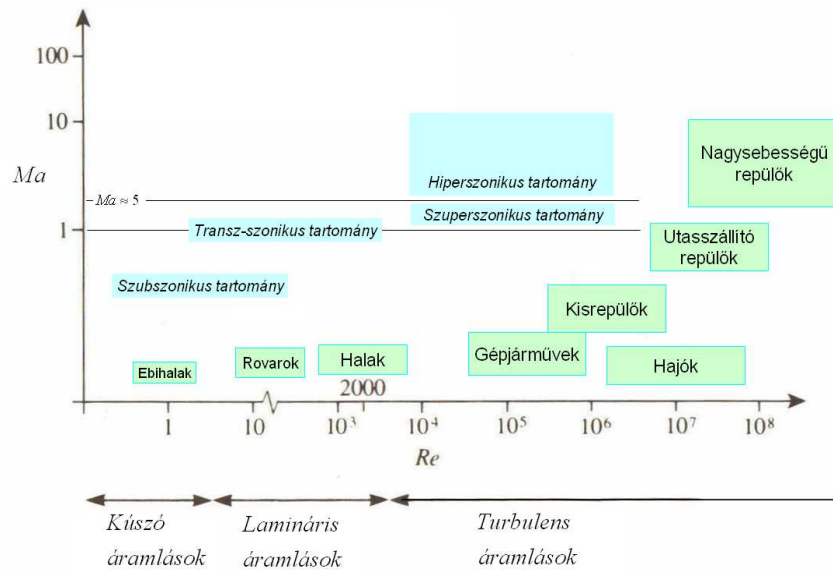 100
10
Nagysebességű
repülők
Ma
Hiperszonikus tartomány
Ma ≈ 5
Szuperszonikus tartomány
1
Transz-szonikus tartomány
Utasszállító
repülők
Szubszonikus tartomány
Kisrepülők
Ebihalak
Rovarok
Halak
Gépjárművek
Hajók
2000
1 10 10³ 10⁴ 10⁵ 10⁶ 10⁷ 10⁸
Re
Kúszó
áramlások
Lamináris
áramlások
Turbulens
áramlások